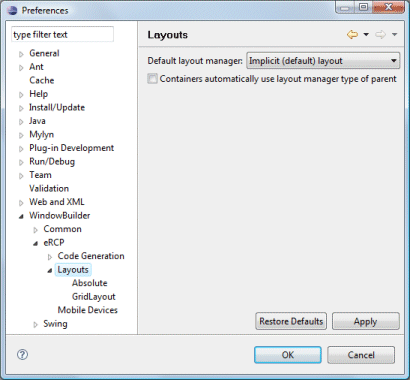 Preferences
type filter text
General
Ant
Cache
Help
Install/Update
Java
Mylyn
Plug-in Development
Run/Debug
Team
Validation
Web and XML
WindowBuilder
Common
eRCP
Code Generation
Layouts
Absolute
GridLayout
Mobile Devices
Swing
Layouts
Default layout manager: Implicit (default) layout
Containers automatically use layout manager type of parent
Restore Defaults Apply
? OK Cancel